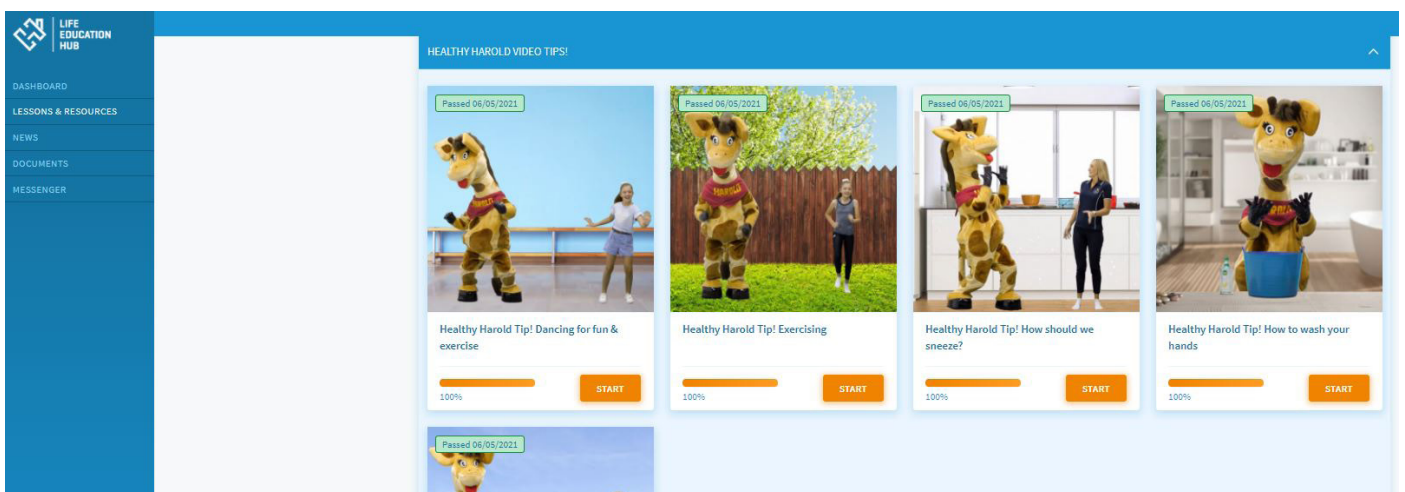 LIFE
EDUCATION
HUB
DASHBOARD
LESSONS & RESOURCES
NEWS
DOCUMENTS
MESSENGER
HEALTHY HAROLD VIDEO TIPS!
Passed 06/05/2021
HAROLD
Healthy Harold Tip! Dancing for fun &
exercise
100%
START
Passed 06/05/2021
HAROLD
Healthy Harold Tip! Exercising
100%
START
Passed 06/05/2021
Healthy Harold Tip! How should we
sneeze?
100%
START
Passed 06/05/2021
Healthy Harold Tip! How to wash your
hands
100%
START
Passed 06/05/2021